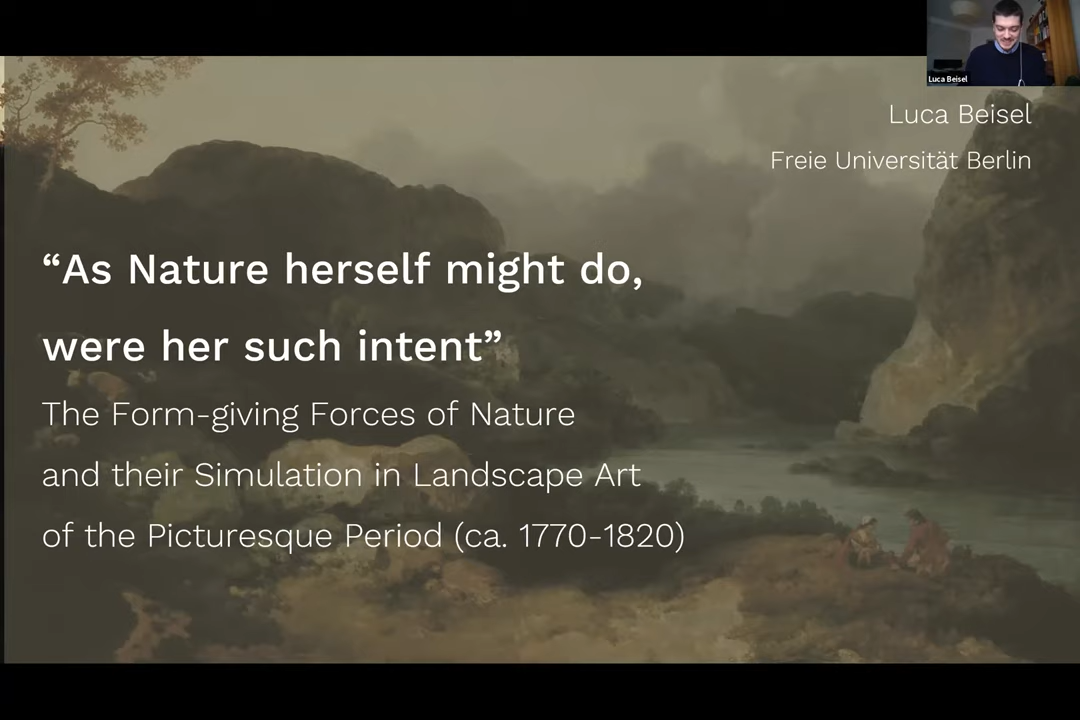 Luca Beisel
Luca Beisel
Freie Universität Berlin
“As Nature herself might do,
were her such intent”
The Form-giving Forces of Nature
and their Simulation in Landscape Art
of the Picturesque Period (ca. 1770-1820)